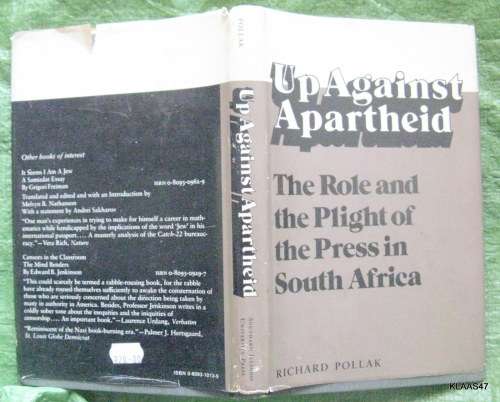 Other books of interest
It Seems I Am A Jew
A Samizdat Essay
By Grigori Freiman
ISBN 0-8093-0962-5
Translated and edited and with an Introduction by
Melvyn B. Nathanson
With a statement by Andrei Sakharov
"One man's experiences in trying to make for himself a career in math-
ematics while handicapped by the implications of the word 'Jew' in his
international passport. . . . A masterly analysis of the Catch-22 bureauc-
racy."—Vera Rich, Nature
Censors in the Classroom
The Mind Benders
By Edward B. Jenkinson
ISBN 0-8093-0929-7
"This could scarcely be termed a rabble-rousing book, for the rabble
have already roused themselves sufficiently to awake the consternation of
those who are seriously concerned about the direction being taken by
many in authority in America. Besides, Professor Jenkinson writes in a
coldly sober tone about the inequities and the iniquities of
censorship. . . . An important book."—Laurence Urdang, Verbatim
"Reminiscent of the Nazi book-burning era."—Palmer J. Hortsgaard,
St. Louis Globe Democrat
ISBN 0-8093-1013-5
POLLAK
Up Against Apartheid
Southern Illinois
University Press
Up Against
Apartheid
The Role and
the Plight of
the Press in
South Africa
RICHARD POLLAK
KLAAS47